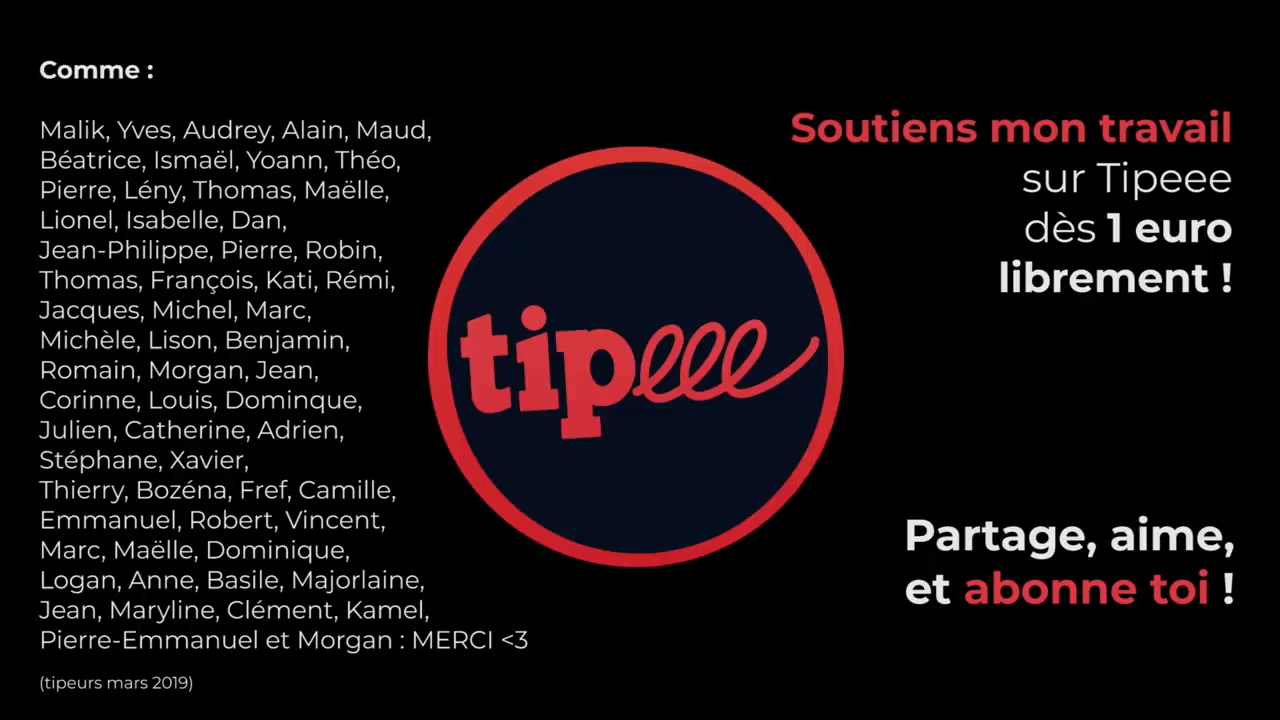 Comme :
Malik, Yves, Audrey, Alain, Maud,
Béatrice, Ismaël, Yoann, Théo,
Pierre, Lény, Thomas, Maëlle,
Lionel, Isabelle, Dan,
Jean-Philippe, Pierre, Robin,
Thomas, François, Kati, Rémi,
Jacques, Michel, Marc,
Michèle, Lison, Benjamin,
Romain, Morgan, Jean,
Corinne, Louis, Dominque,
Julien, Catherine, Adrien,
Stéphane, Xavier,
Thierry, Bozéna, Fref, Camille,
Emmanuel, Robert, Vincent,
Marc, Maëlle, Dominique,
Logan, Anne, Basile, Majorlaine,
Jean, Maryline, Clément, Kamel,
Pierre-Emmanuel et Morgan : MERCI <3
(tipeurs mars 2019)
tipeee
Soutiens mon travail
sur Tipeee
dès 1 euro
librement !
Partage, aime,
et abonne toi !